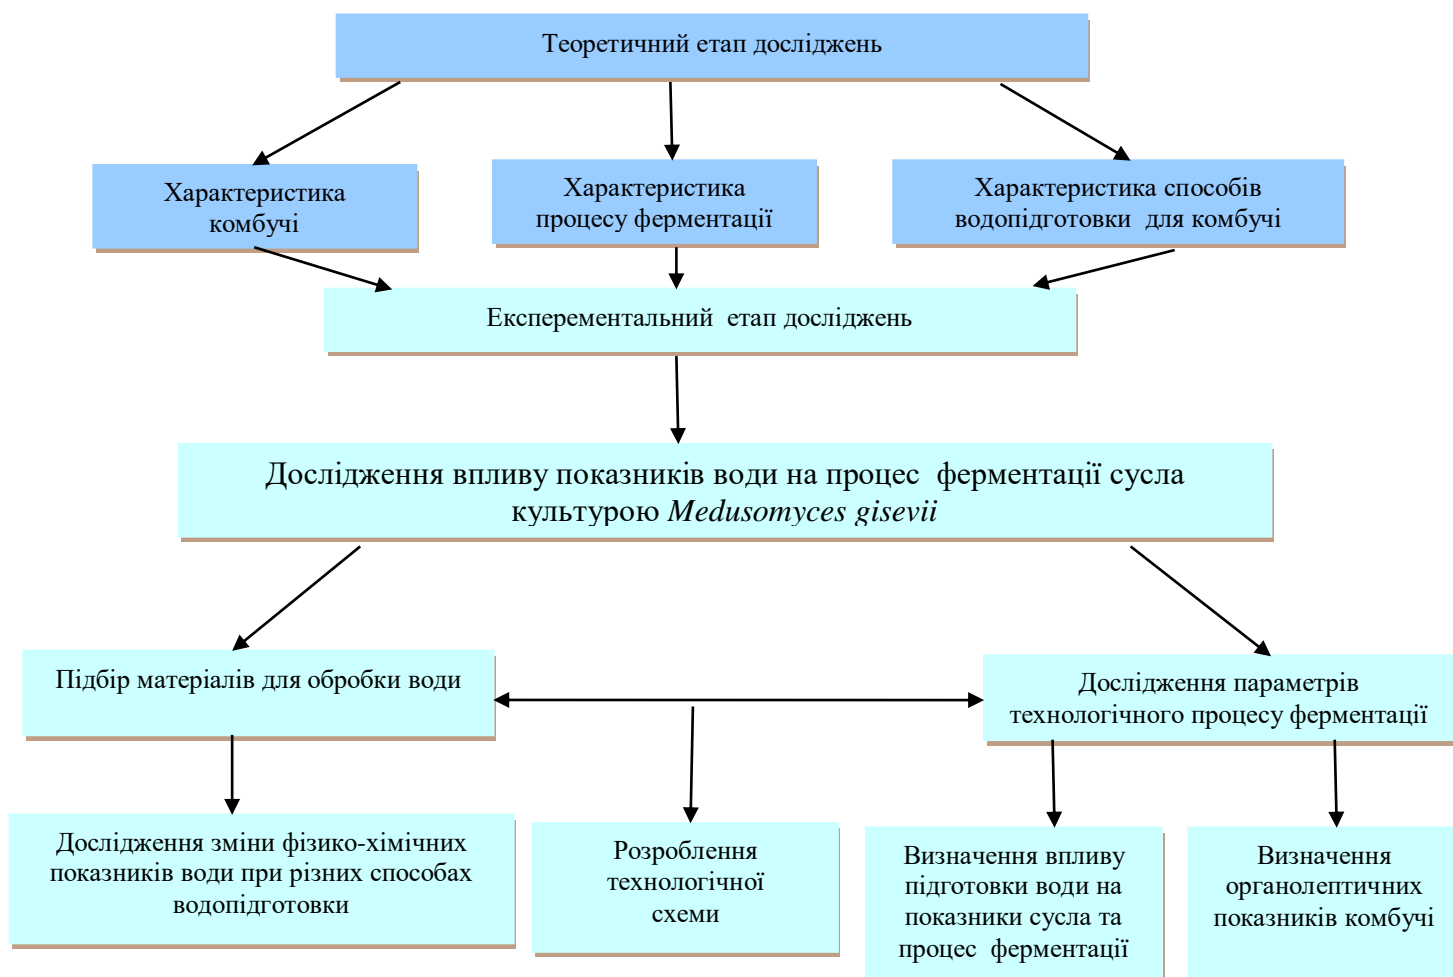 Теоретичний етап досліджень
Характеристика
комбучі
Характеристика
процесу ферментації
Характеристика способів
водопідготовки для комбучі
Експерементальний етап досліджень
Дослідження впливу показників води на процес ферментації сусла
культурою Medusomyces gisevii
Підбір матеріалів для обробки води
Дослідження параметрів
технологічного процесу ферментації
Дослідження зміни фізико-хімічних
показників води при різних способах
водопідготовки
Розроблення
технологічної
схеми
Визначення впливу
підготовки води на
показники сусла та
процес ферментації
Визначення
органолептичних
показників комбучі